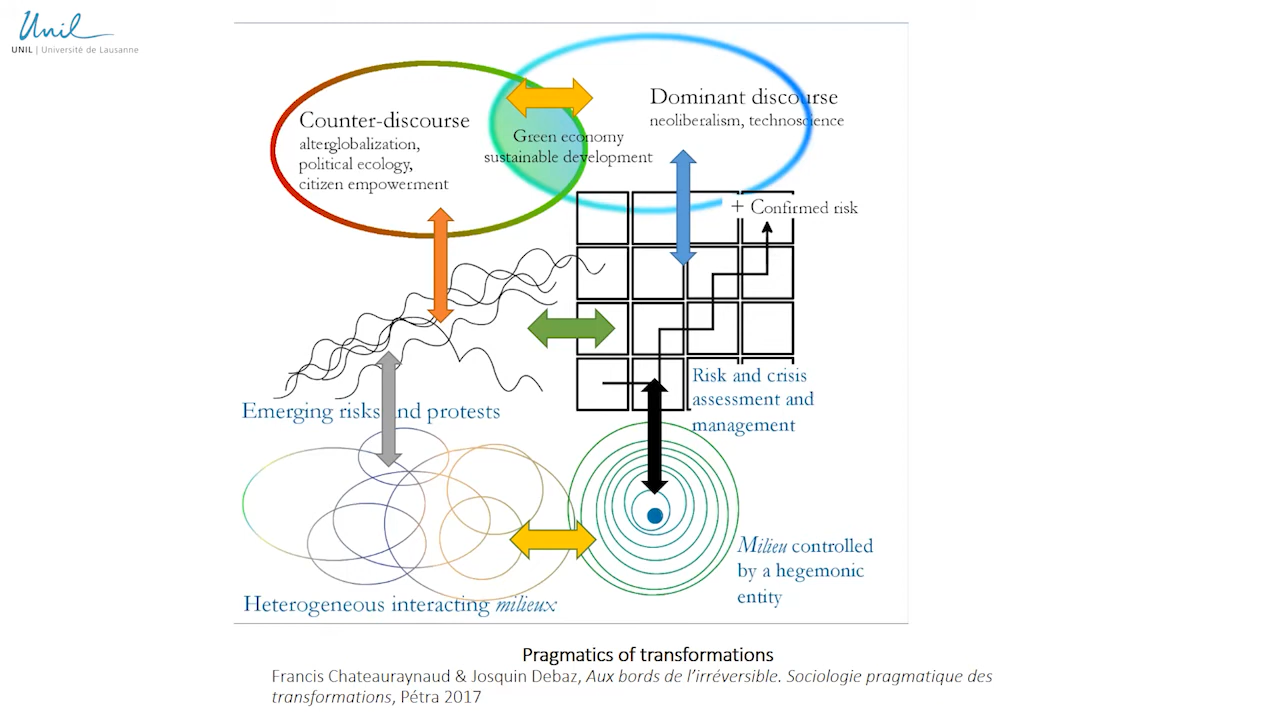 Unil
UNIL | Université de Lausanne
Counter-discourse
alterglobalization,
political ecology,
citizen empowerment
Green economy
sustainable development
Dominant discourse
neoliberalism, technoscience
+ Confirmed risk
Risk and crisis
assessment and
management
Emerging risks and protests
Milieu controlled
by a hegemonic
entity
Heterogeneous interacting milieux
Pragmatics of transformations
Francis Chateauraynaud & Josquin Debaz, Aux bords de l'irréversible. Sociologie pragmatique des
transformations, Pétra 2017